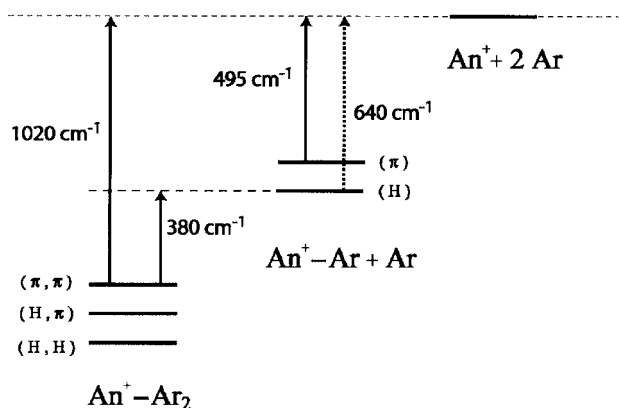 An⁺ + 2 Ar
495 cm⁻¹
640 cm⁻¹
1020 cm⁻¹
(π)
(H)
380 cm⁻¹
An⁺–Ar + Ar
(π,π)
(H,π)
(H,H)
An⁺–Ar₂